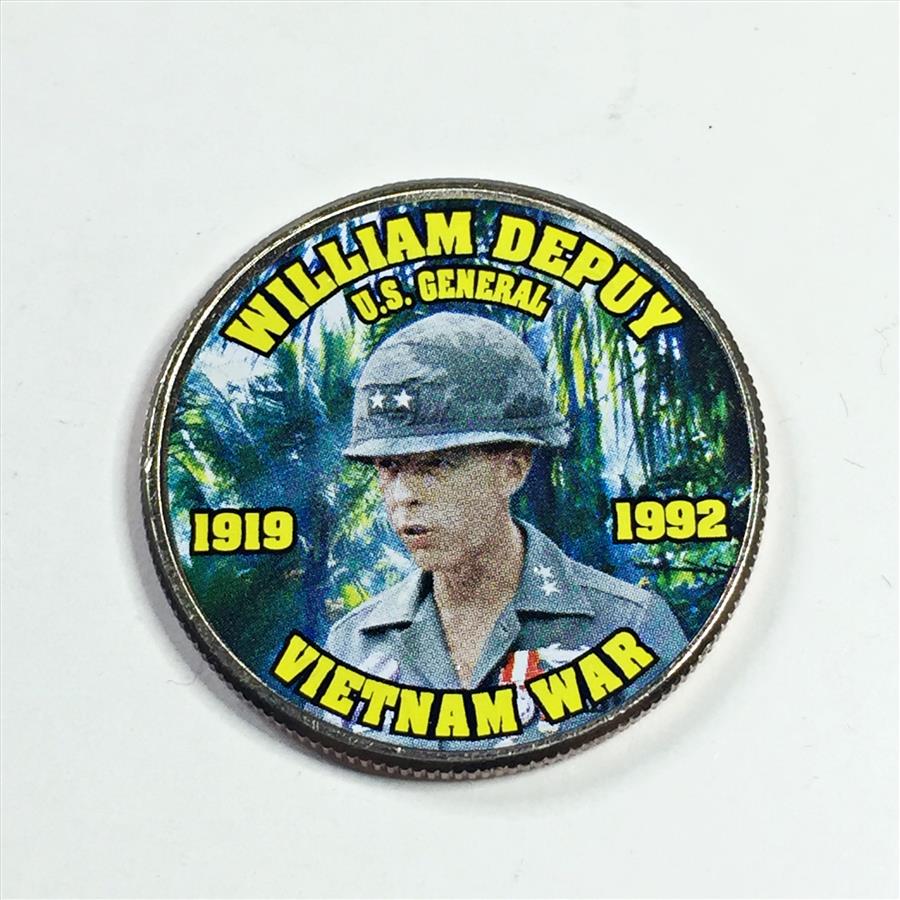 WILLIAM DEPUY
U.S. GENERAL
1919
1992
VIETNAM WAR